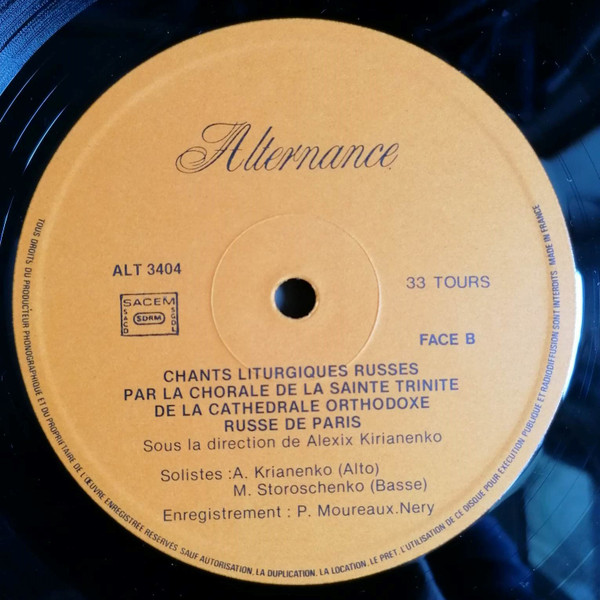 Alternance
ALT 3404
33 TOURS
SACEM
SACD
SDRM
SGDL
FACE B
CHANTS LITURGIQUES RUSSES
PAR LA CHORALE DE LA SAINTE TRINITE
DE LA CATHEDRALE ORTHODOXE
RUSSE DE PARIS
Sous la direction de Alexix Kirianenko
Solistes : A. Krianenko (Alto)
M. Storoschenko (Basse)
Enregistrement : P. Moureaux.Nery
TOUS DROITS DU PRODUCTEUR PHONOGRAPHIQUE ET DU PROPRIETAIRE DE L'ŒUVRE ENREGISTREE RESERVES SAUF AUTORISATION, LA DUPLICATION, LA LOCATION, LE PRET, L'UTILISATION DE CE DISQUE POUR EXECUTION PUBLIQUE ET RADIODIFFUSION SONT INTERDITS MADE IN FRANCE